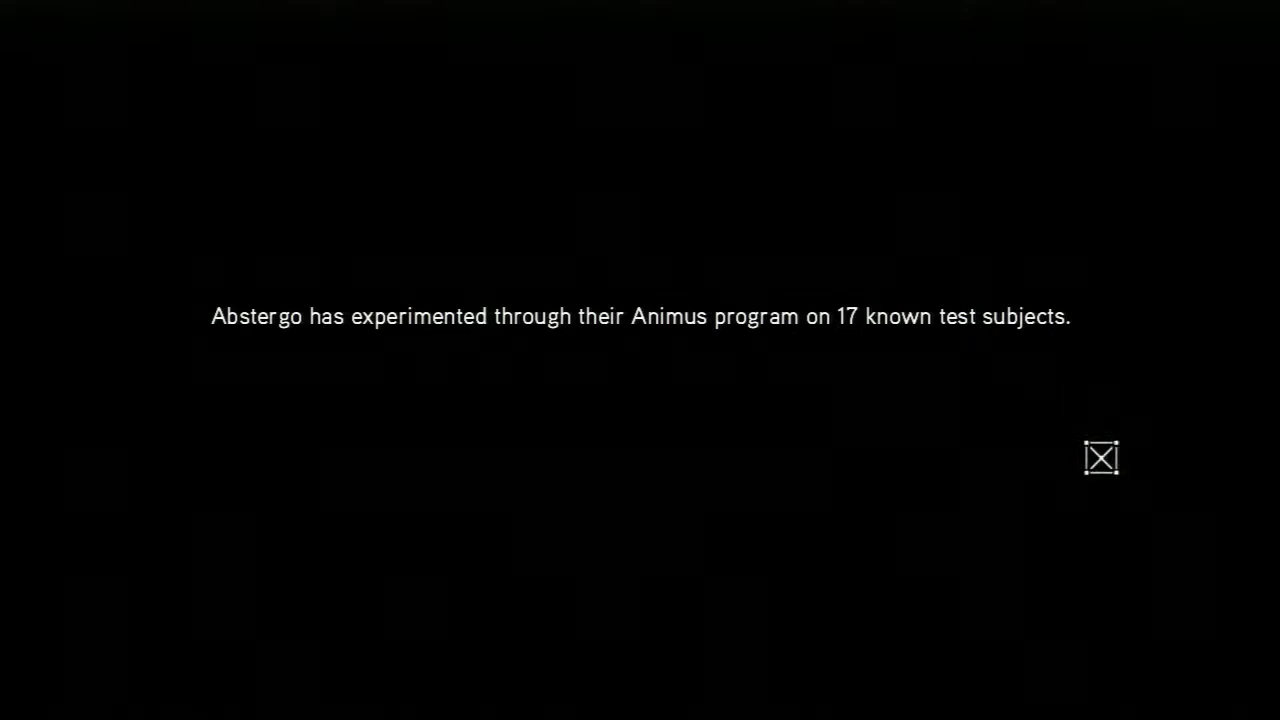 Abstergo has experimented through their Animus program on 17 known test subjects.